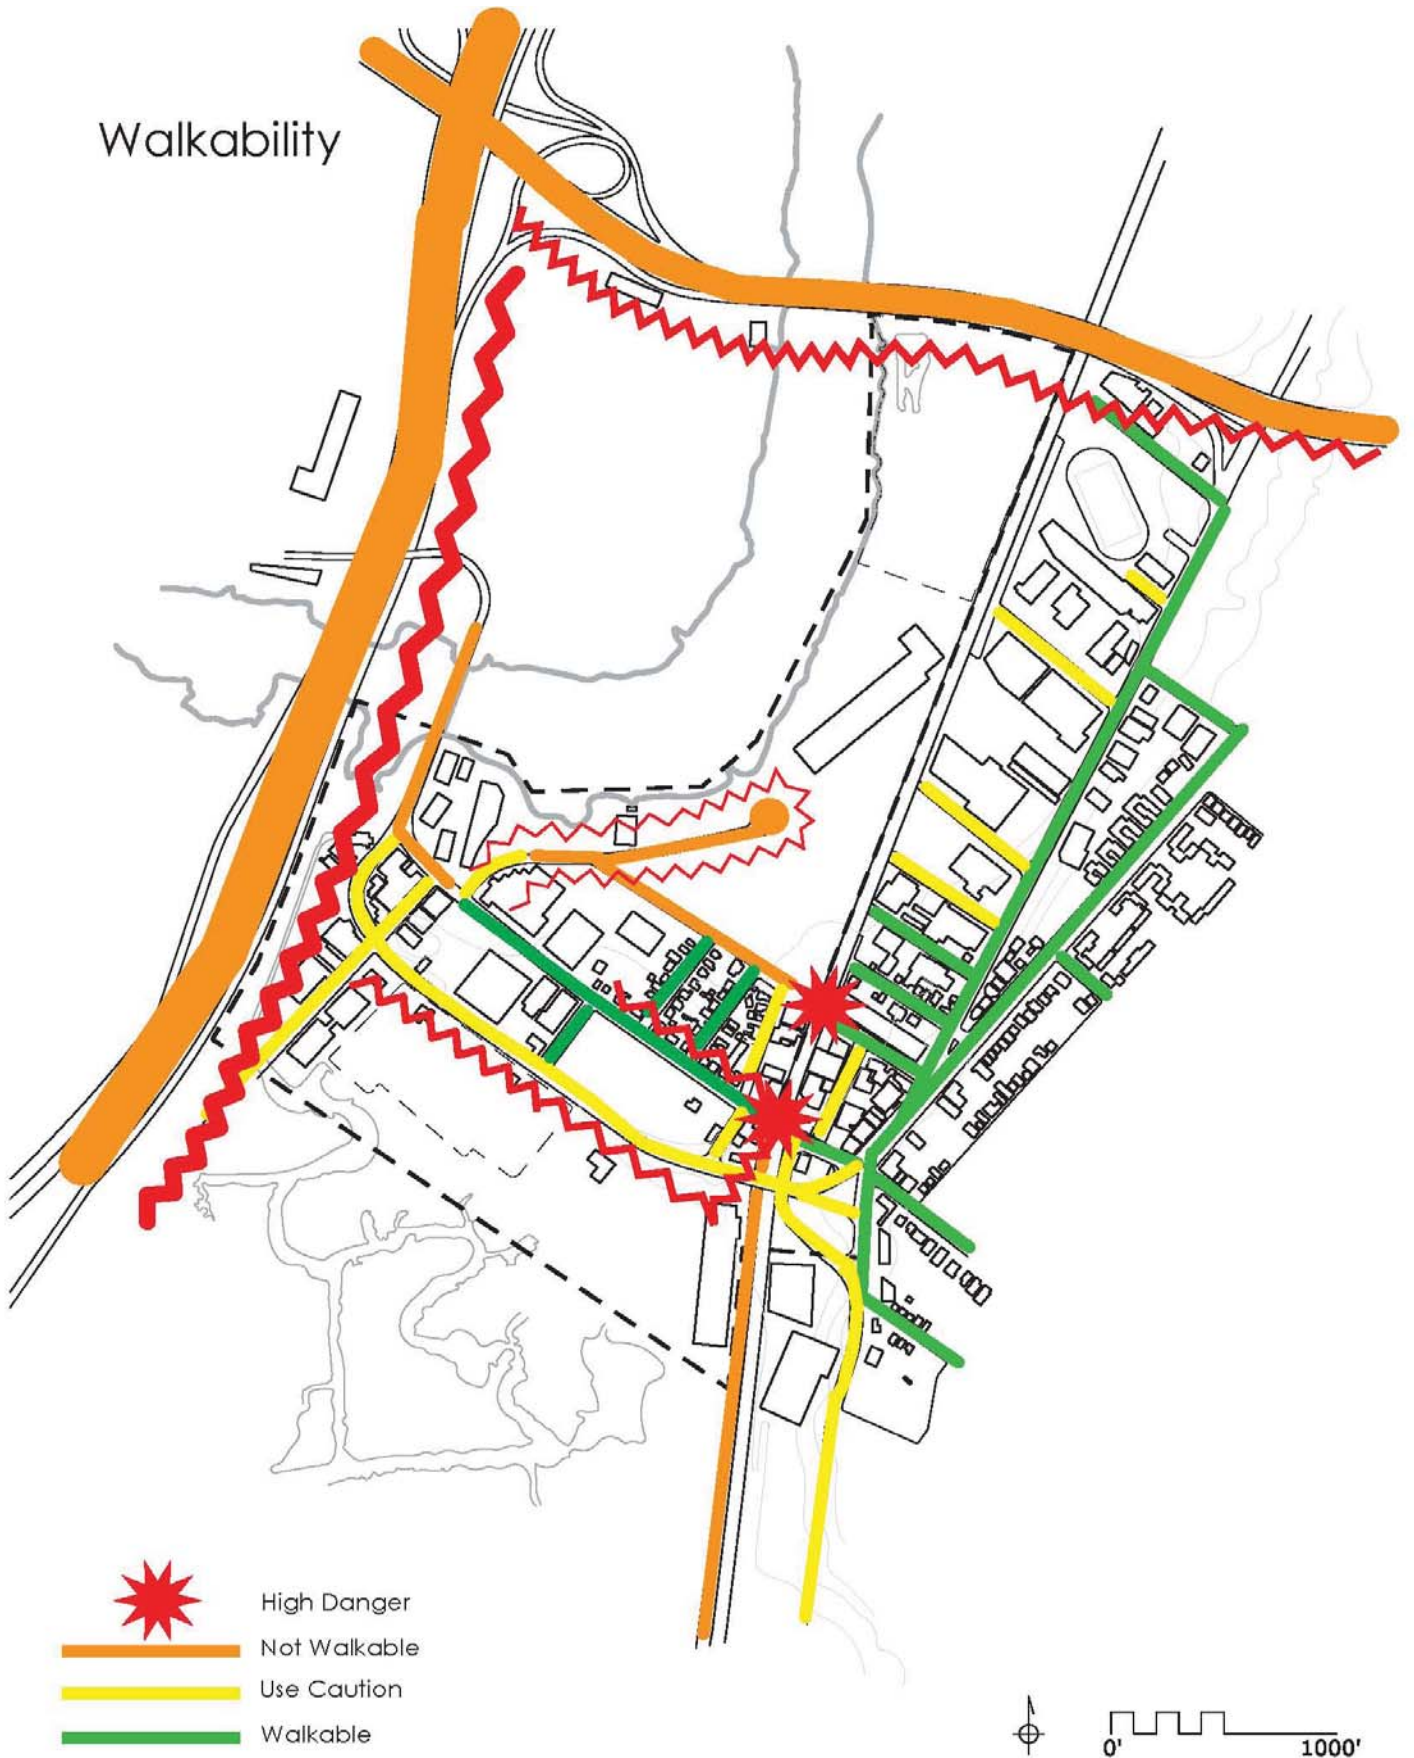 Walkability
High Danger
Not Walkable
Use Caution
Walkable
0' 1000'